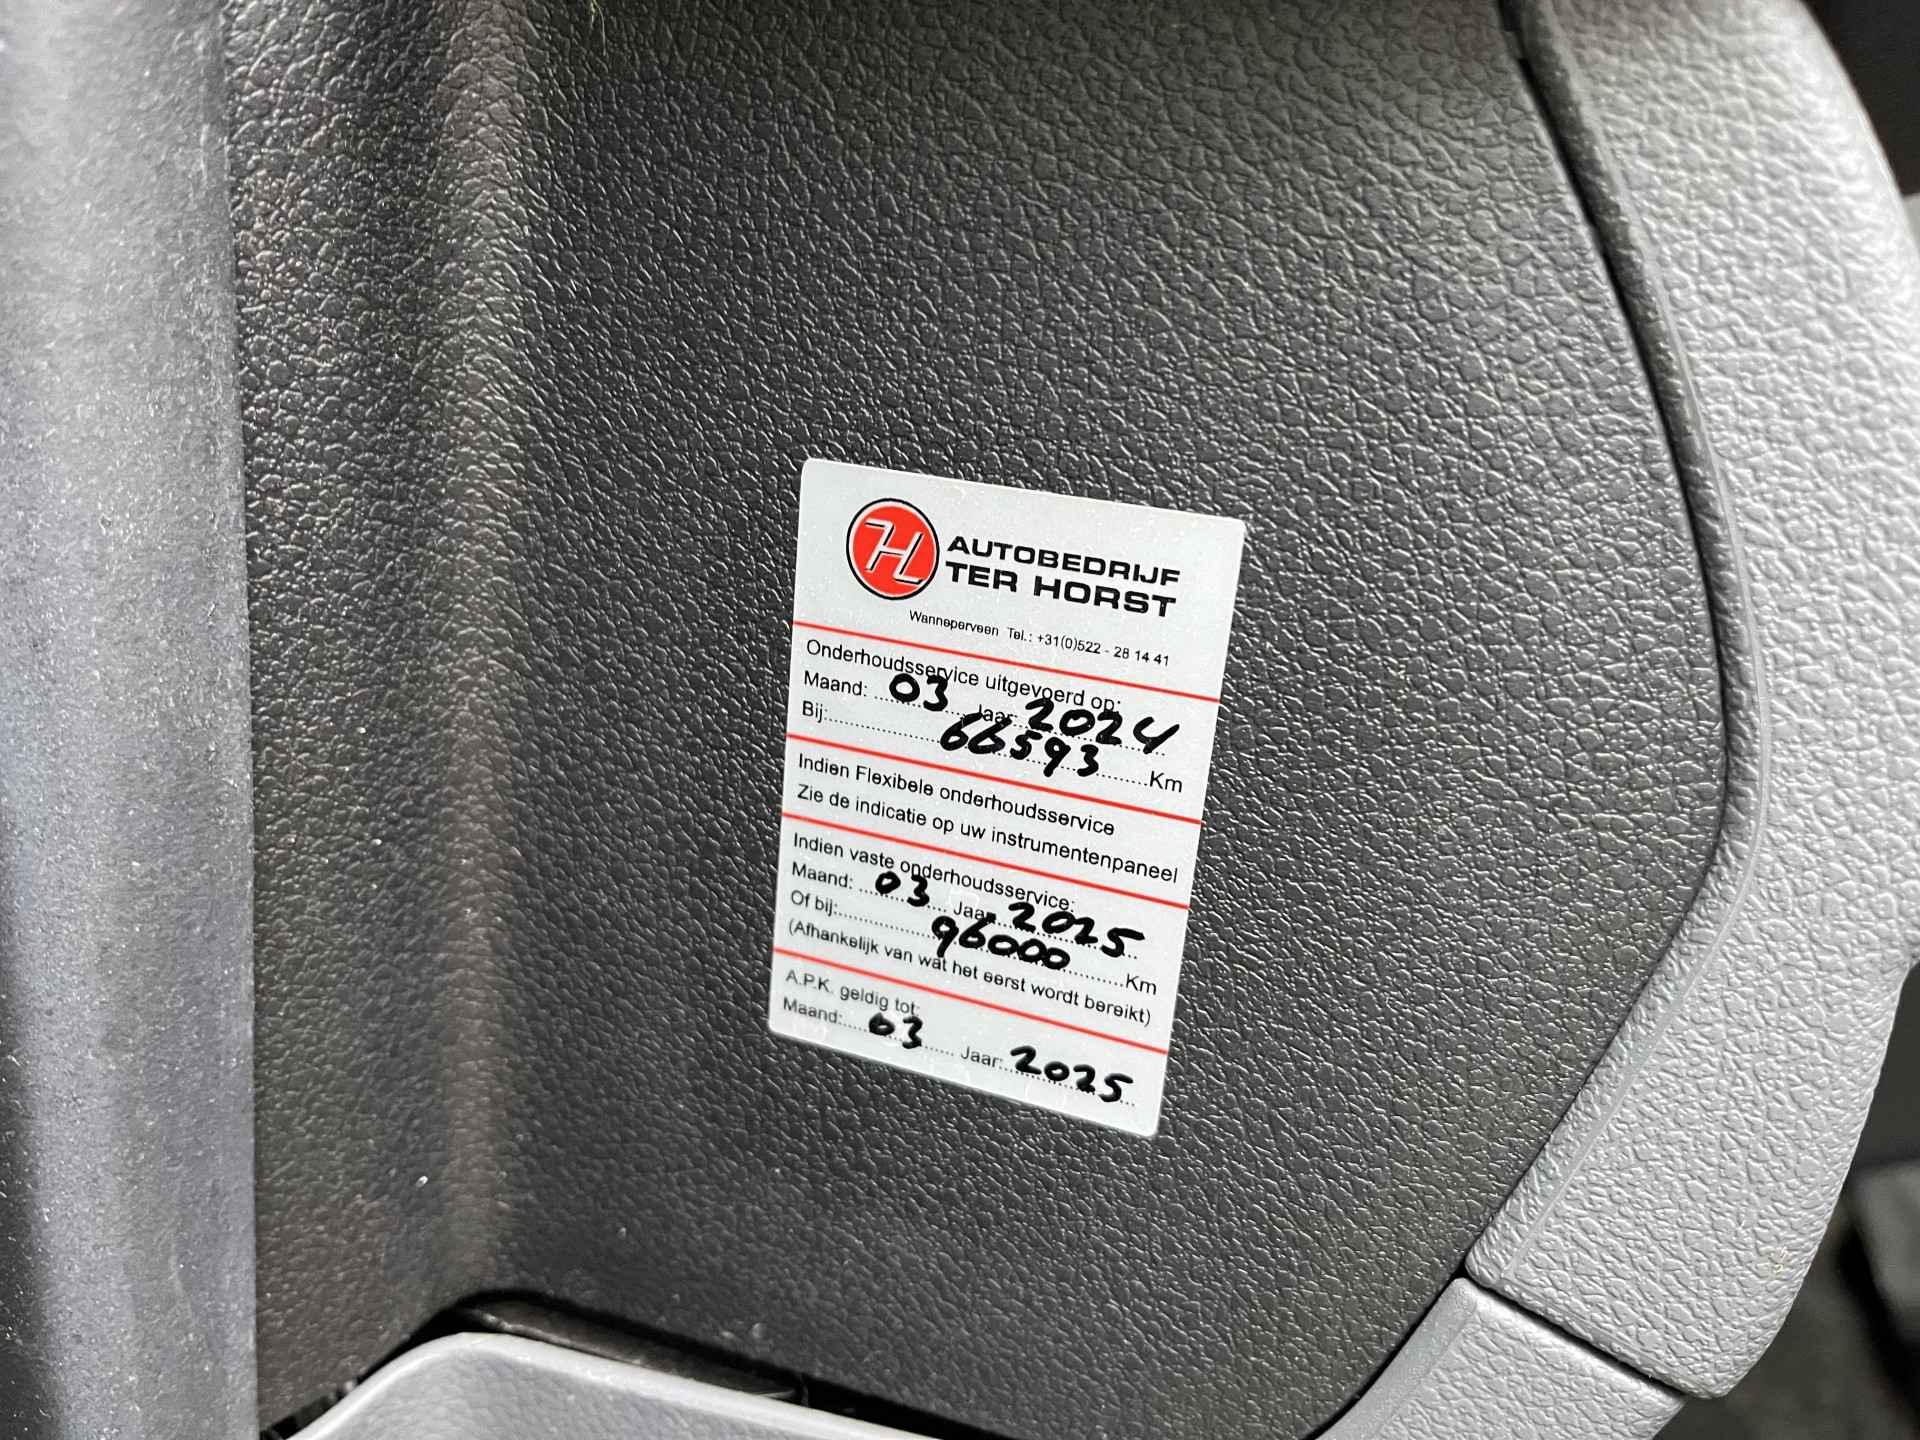 AUTOBEDRIJF
TER HORST
Wanneperveen Tel.: +31(0)522 - 28 14 41
Onderhoudsservice uitgevoerd op:
Maand: 03 Jaar: 2024
Bij: 66593 Km
Indien Flexibele onderhoudsservice
Zie de indicatie op uw instrumentenpaneel
Indien vaste onderhoudsservice:
Maand: 03 Jaar: 2025
Of bij: 96000 Km
(Afhankelijk van wat het eerst wordt bereikt)
A.P.K. geldig tot:
Maand: 03 Jaar: 2025